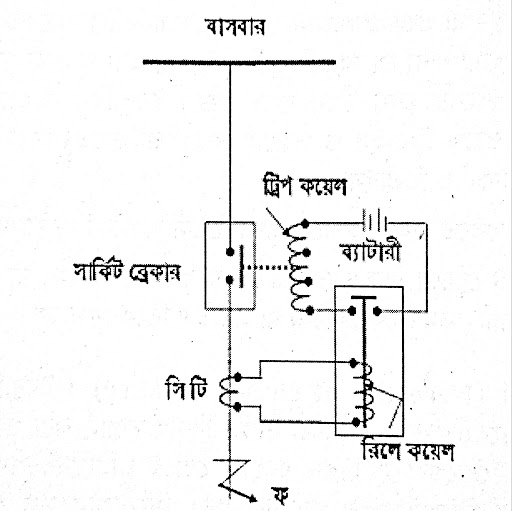 বাসবার
ট্রিপ কয়েল
ব্যাটারী
সার্কিট ব্রেকার
সি টি
রিলে কয়েল
ফ